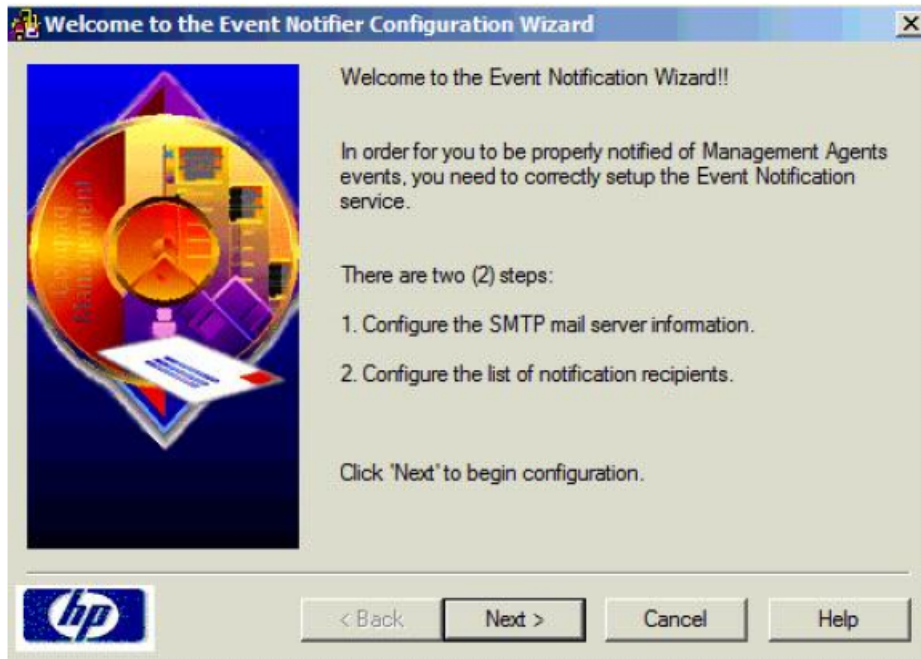 Welcome to the Event Notifier Configuration Wizard
Welcome to the Event Notification Wizard!!
In order for you to be properly notified of Management Agents
events, you need to correctly setup the Event Notification
service.
There are two (2) steps:
1. Configure the SMTP mail server information.
2. Configure the list of notification recipients.
Click 'Next' to begin configuration.
Management
hp
< Back
Next >
Cancel
Help